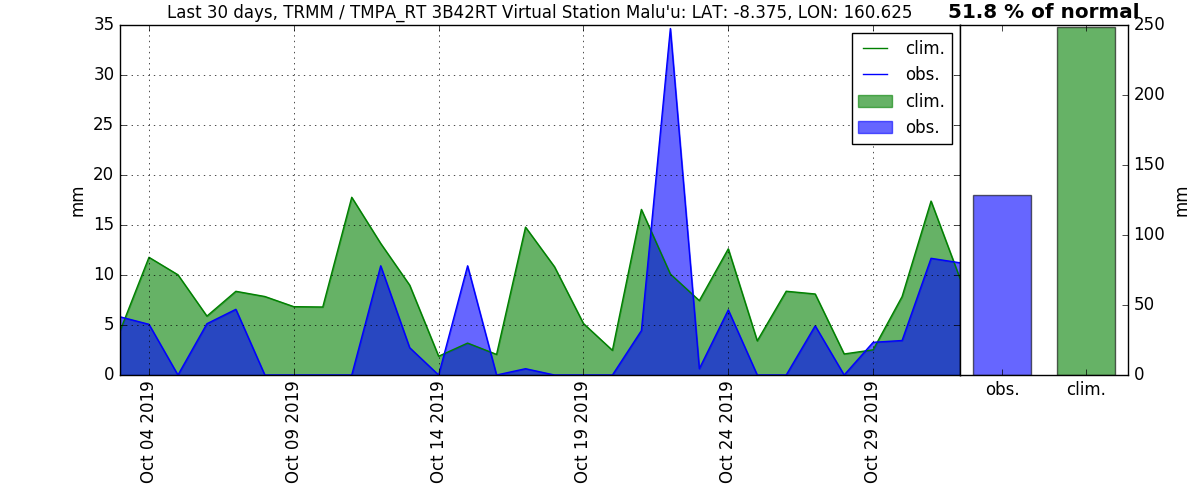 Last 30 days, TRMM / TMPA_RT 3B42RT Virtual Station Malu'u: LAT: -8.375, LON: 160.625
51.8 % of normal
35
30
25
20
15
10
5
0
mm
clim.
obs.
clim.
obs.
250
200
150
100
50
0
mm
obs.
clim.
Oct 04 2019
Oct 09 2019
Oct 14 2019
Oct 19 2019
Oct 24 2019
Oct 29 2019